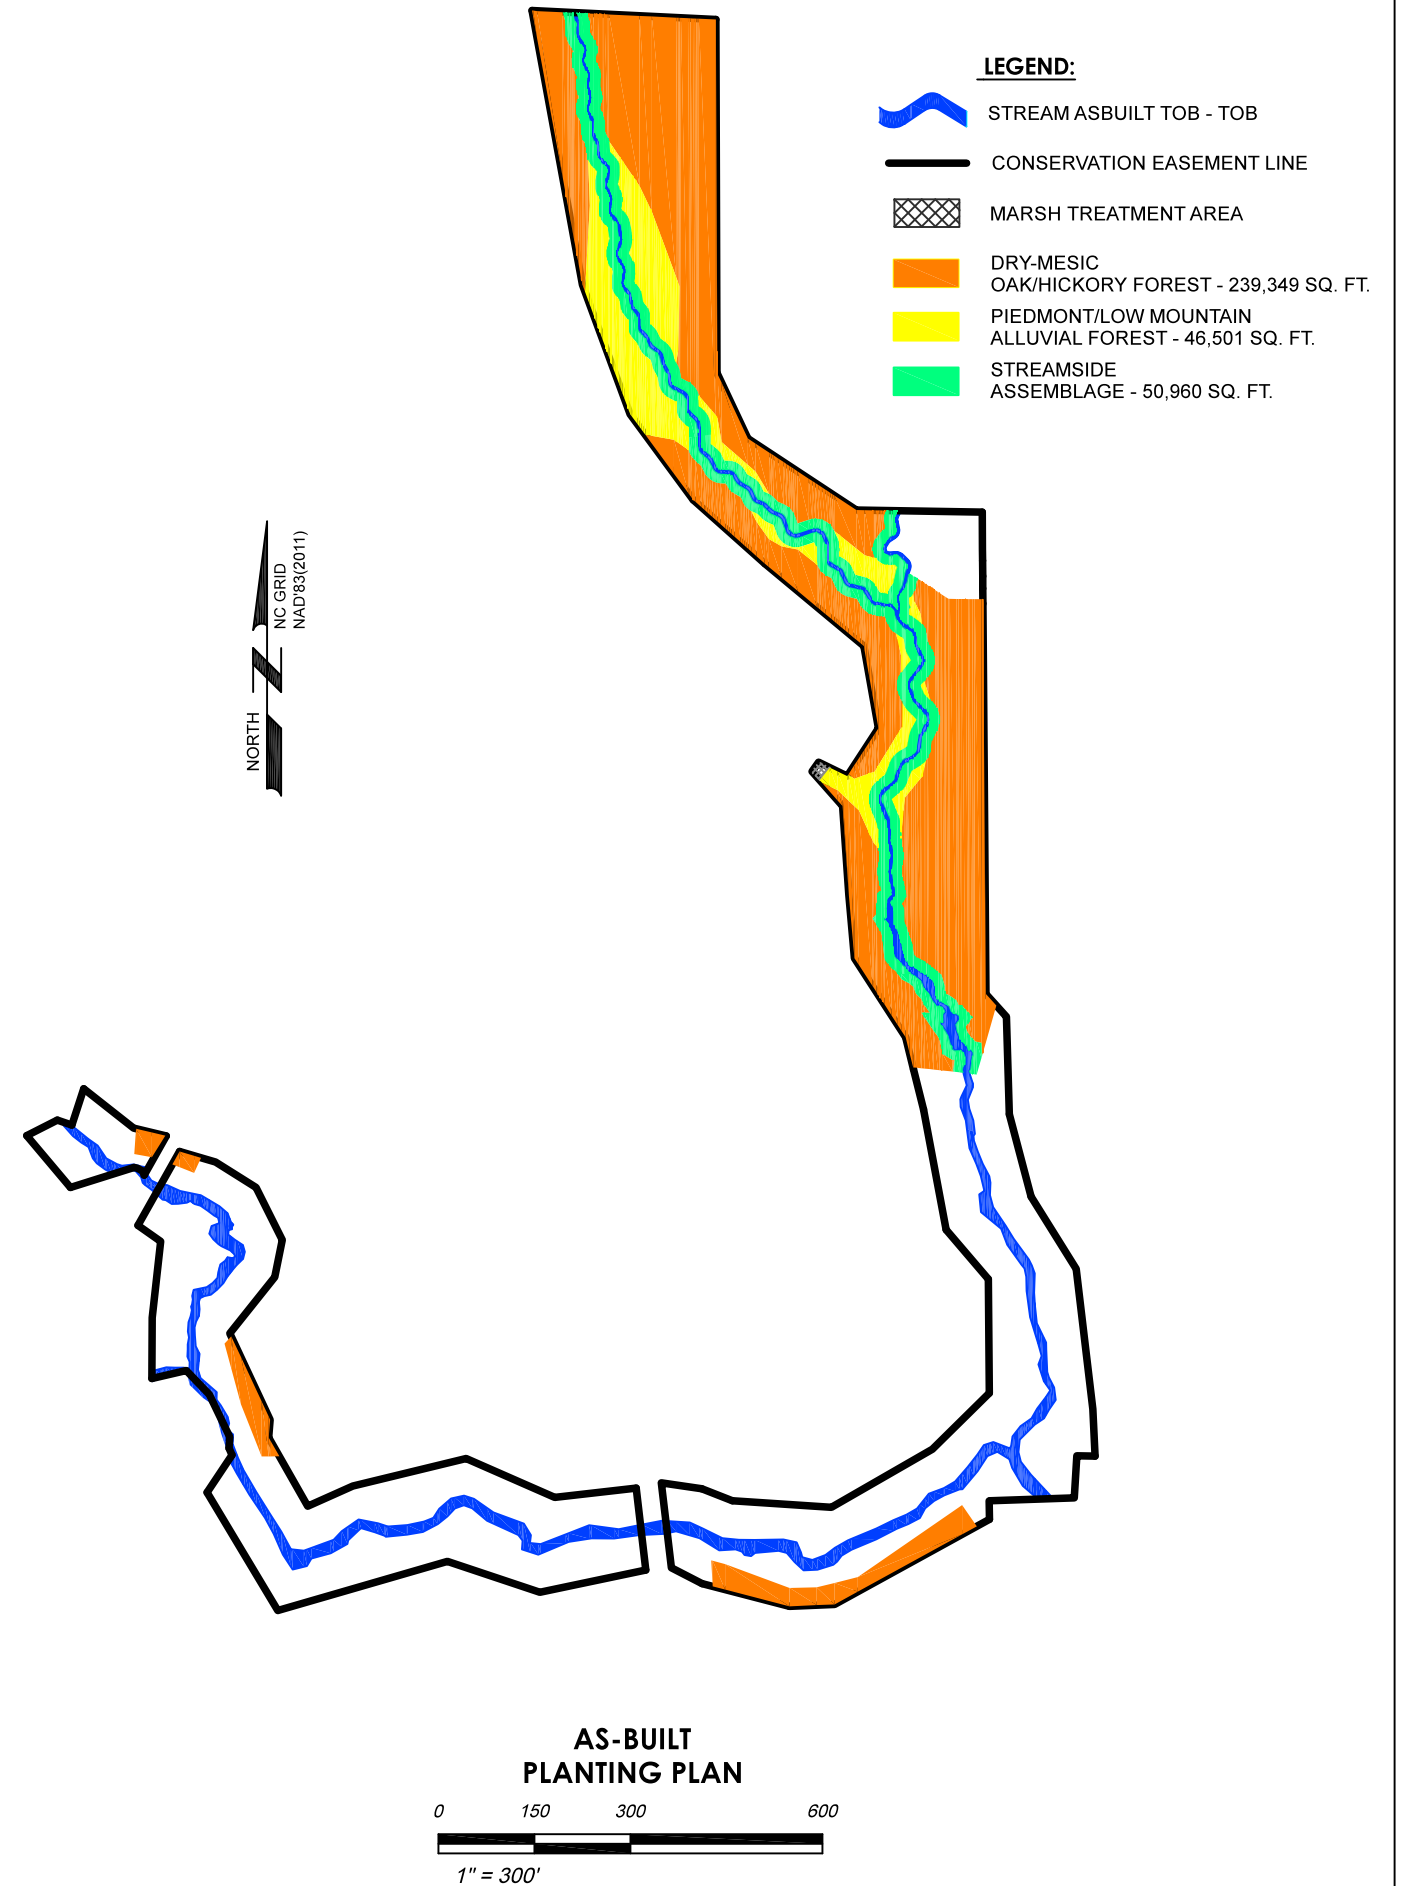 LEGEND:
STREAM ASBUILT TOB - TOB
CONSERVATION EASEMENT LINE
MARSH TREATMENT AREA
DRY-MESIC
OAK/HICKORY FOREST - 239,349 SQ. FT.
PIEDMONT/LOW MOUNTAIN
ALLUVIAL FOREST - 46,501 SQ. FT.
STREAMSIDE
ASSEMBLAGE - 50,960 SQ. FT.
NORTH
NC GRID
NAD'83(2011)
AS-BUILT
PLANTING PLAN
0 150 300 600
1" = 300'